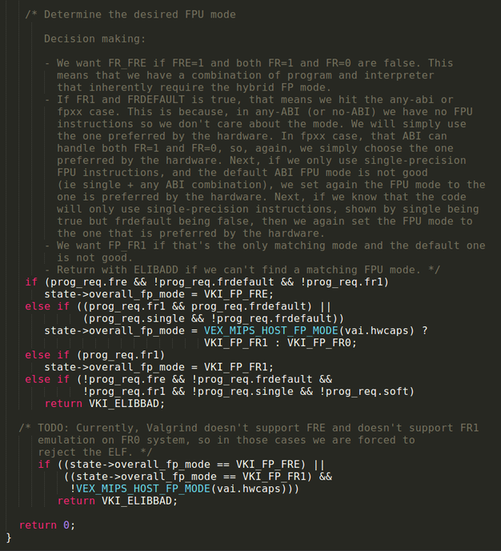 /* Determine the desired FPU mode
Decision making:
- We want FR_FRE if FRE=1 and both FR=1 and FR=0 are false. This
means that we have a combination of program and interpreter
that inherently require the hybrid FP mode.
- If FR1 and FRDEFAULT is true, that means we hit the any-abi or
fpxx case. This is because, in any-ABI (or no-ABI) we have no FPU
instructions so we don't care about the mode. We will simply use
the one preferred by the hardware. In fpxx case, that ABI can
handle both FR=1 and FR=0, so, again, we simply choose the one
preferred by the hardware. Next, if we only use single-precision
FPU instructions, and the default ABI FPU mode is not good
(ie single + any ABI combination), we set again the FPU mode to the
one is preferred by the hardware. Next, if we know that the code
will only use single-precision instructions, shown by single being
true but frdefault being false, then we again set the FPU mode to
the one that is preferred by the hardware.
- We want FP_FR1 if that's the only matching mode and the default one
is not good.
- Return with ELIBADD if we can't find a matching FPU mode. */
if (prog_req.fre && !prog_req.frdefault && !prog_req.fr1)
state->overall_fp_mode = VKI_FP_FRE;
else if ((prog_req.fr1 && prog_req.frdefault) ||
(prog_req.single && !prog_req.frdefault))
state->overall_fp_mode = VEX_MIPS_HOST_FP_MODE(vai.hwcaps) ?
VKI_FP_FR1 : VKI_FP_FR0;
else if (prog_req.fr1)
state->overall_fp_mode = VKI_FP_FR1;
else if (!prog_req.fre && !prog_req.frdefault &&
!prog_req.fr1 && !prog_req.single && !prog_req.soft)
return VKI_ELIBBAD;
/* TODO: Currently, Valgrind doesn't support FRE and doesn't support FR1
emulation on FR0 system, so in those cases we are forced to
reject the ELF. */
if ((state->overall_fp_mode == VKI_FP_FRE) ||
((state->overall_fp_mode == VKI_FP_FR1) &&
!VEX_MIPS_HOST_FP_MODE(vai.hwcaps)))
return VKI_ELIBBAD;
return 0;
}